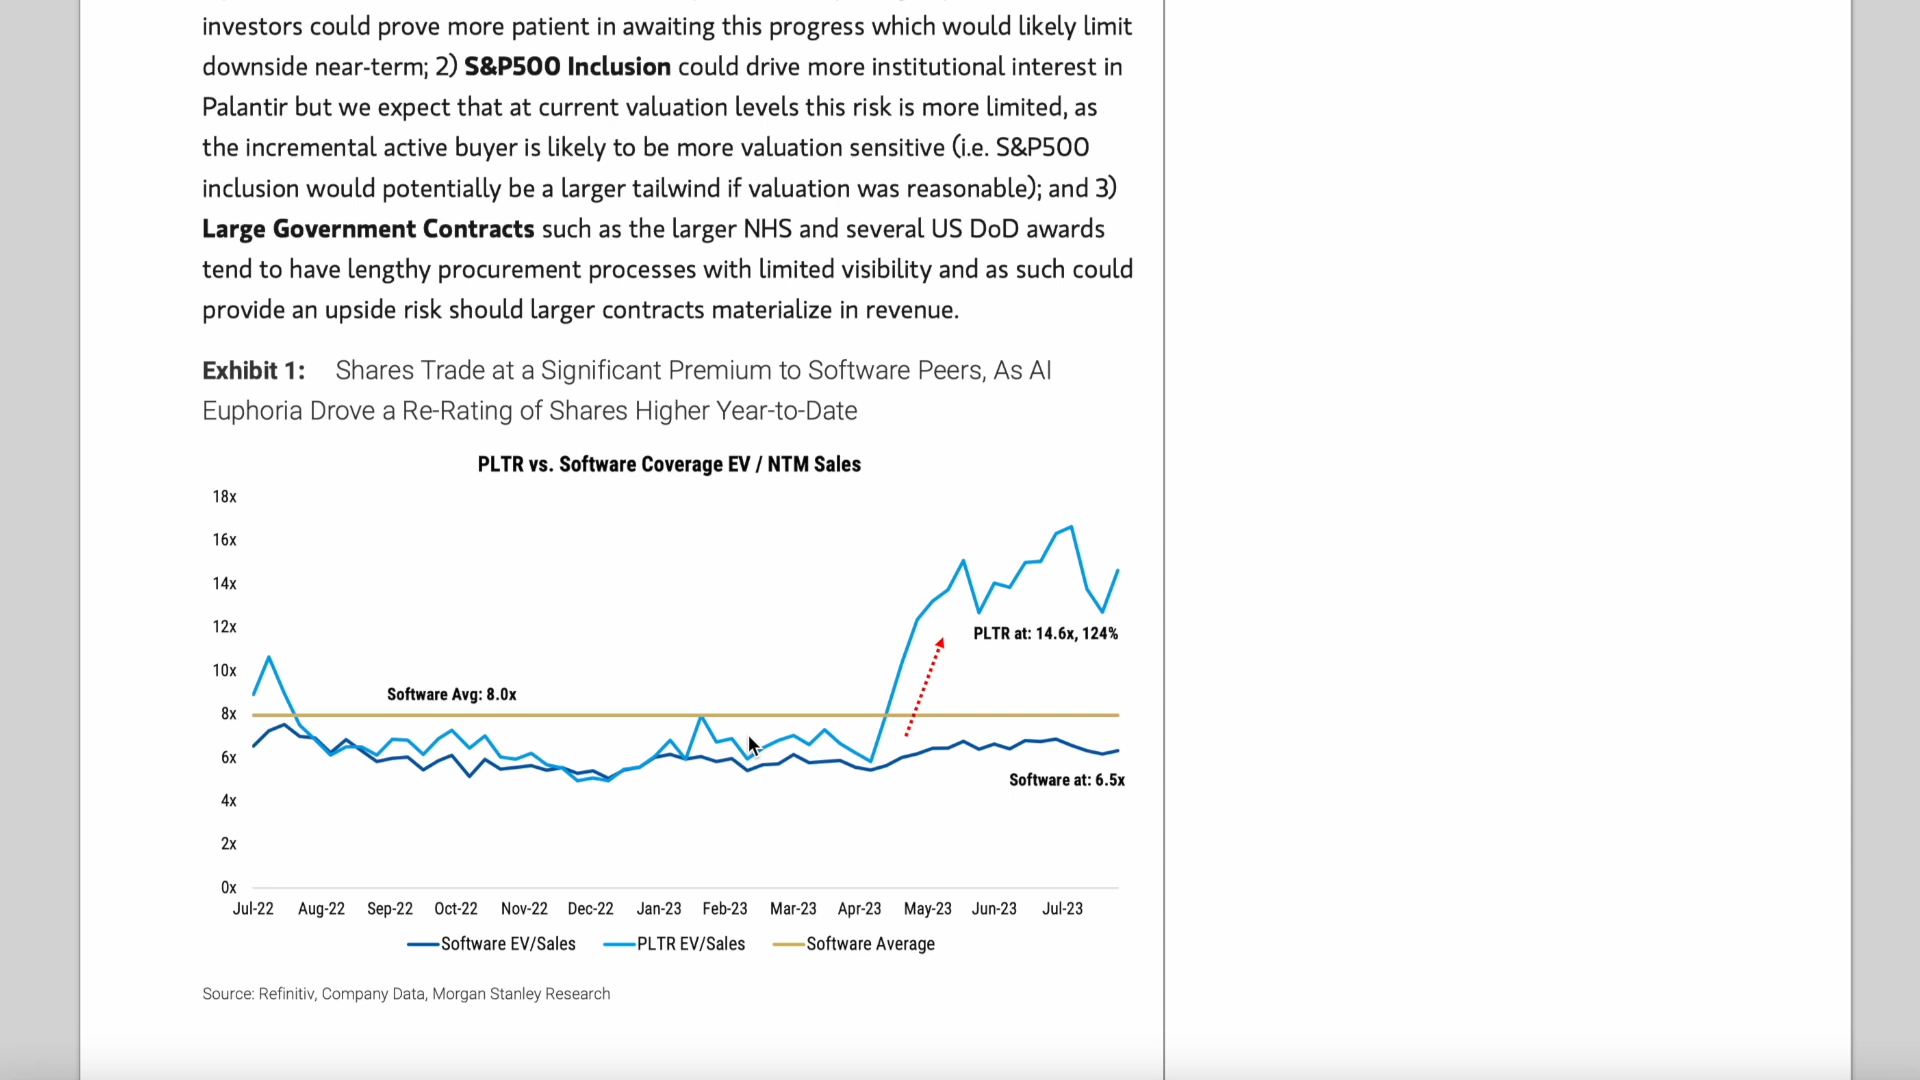 investors could prove more patient in awaiting this progress which would likely limit
downside near-term; 2) S&P500 Inclusion could drive more institutional interest in
Palantir but we expect that at current valuation levels this risk is more limited, as
the incremental active buyer is likely to be more valuation sensitive (i.e. S&P500
inclusion would potentially be a larger tailwind if valuation was reasonable); and 3)
Large Government Contracts such as the larger NHS and several US DoD awards
tend to have lengthy procurement processes with limited visibility and as such could
provide an upside risk should larger contracts materialize in revenue.
Exhibit 1: Shares Trade at a Significant Premium to Software Peers, As AI
Euphoria Drove a Re-Rating of Shares Higher Year-to-Date
PLTR vs. Software Coverage EV / NTM Sales
18x
16x
14x
12x
PLTR at: 14.6x, 124%
10x
Software Avg: 8.0x
8x
6x
Software at: 6.5x
4x
2x
0x
Jul-22 Aug-22 Sep-22 Oct-22 Nov-22 Dec-22 Jan-23 Feb-23 Mar-23 Apr-23 May-23 Jun-23 Jul-23
Software EV/Sales PLTR EV/Sales Software Average
Source: Refinitiv, Company Data, Morgan Stanley Research